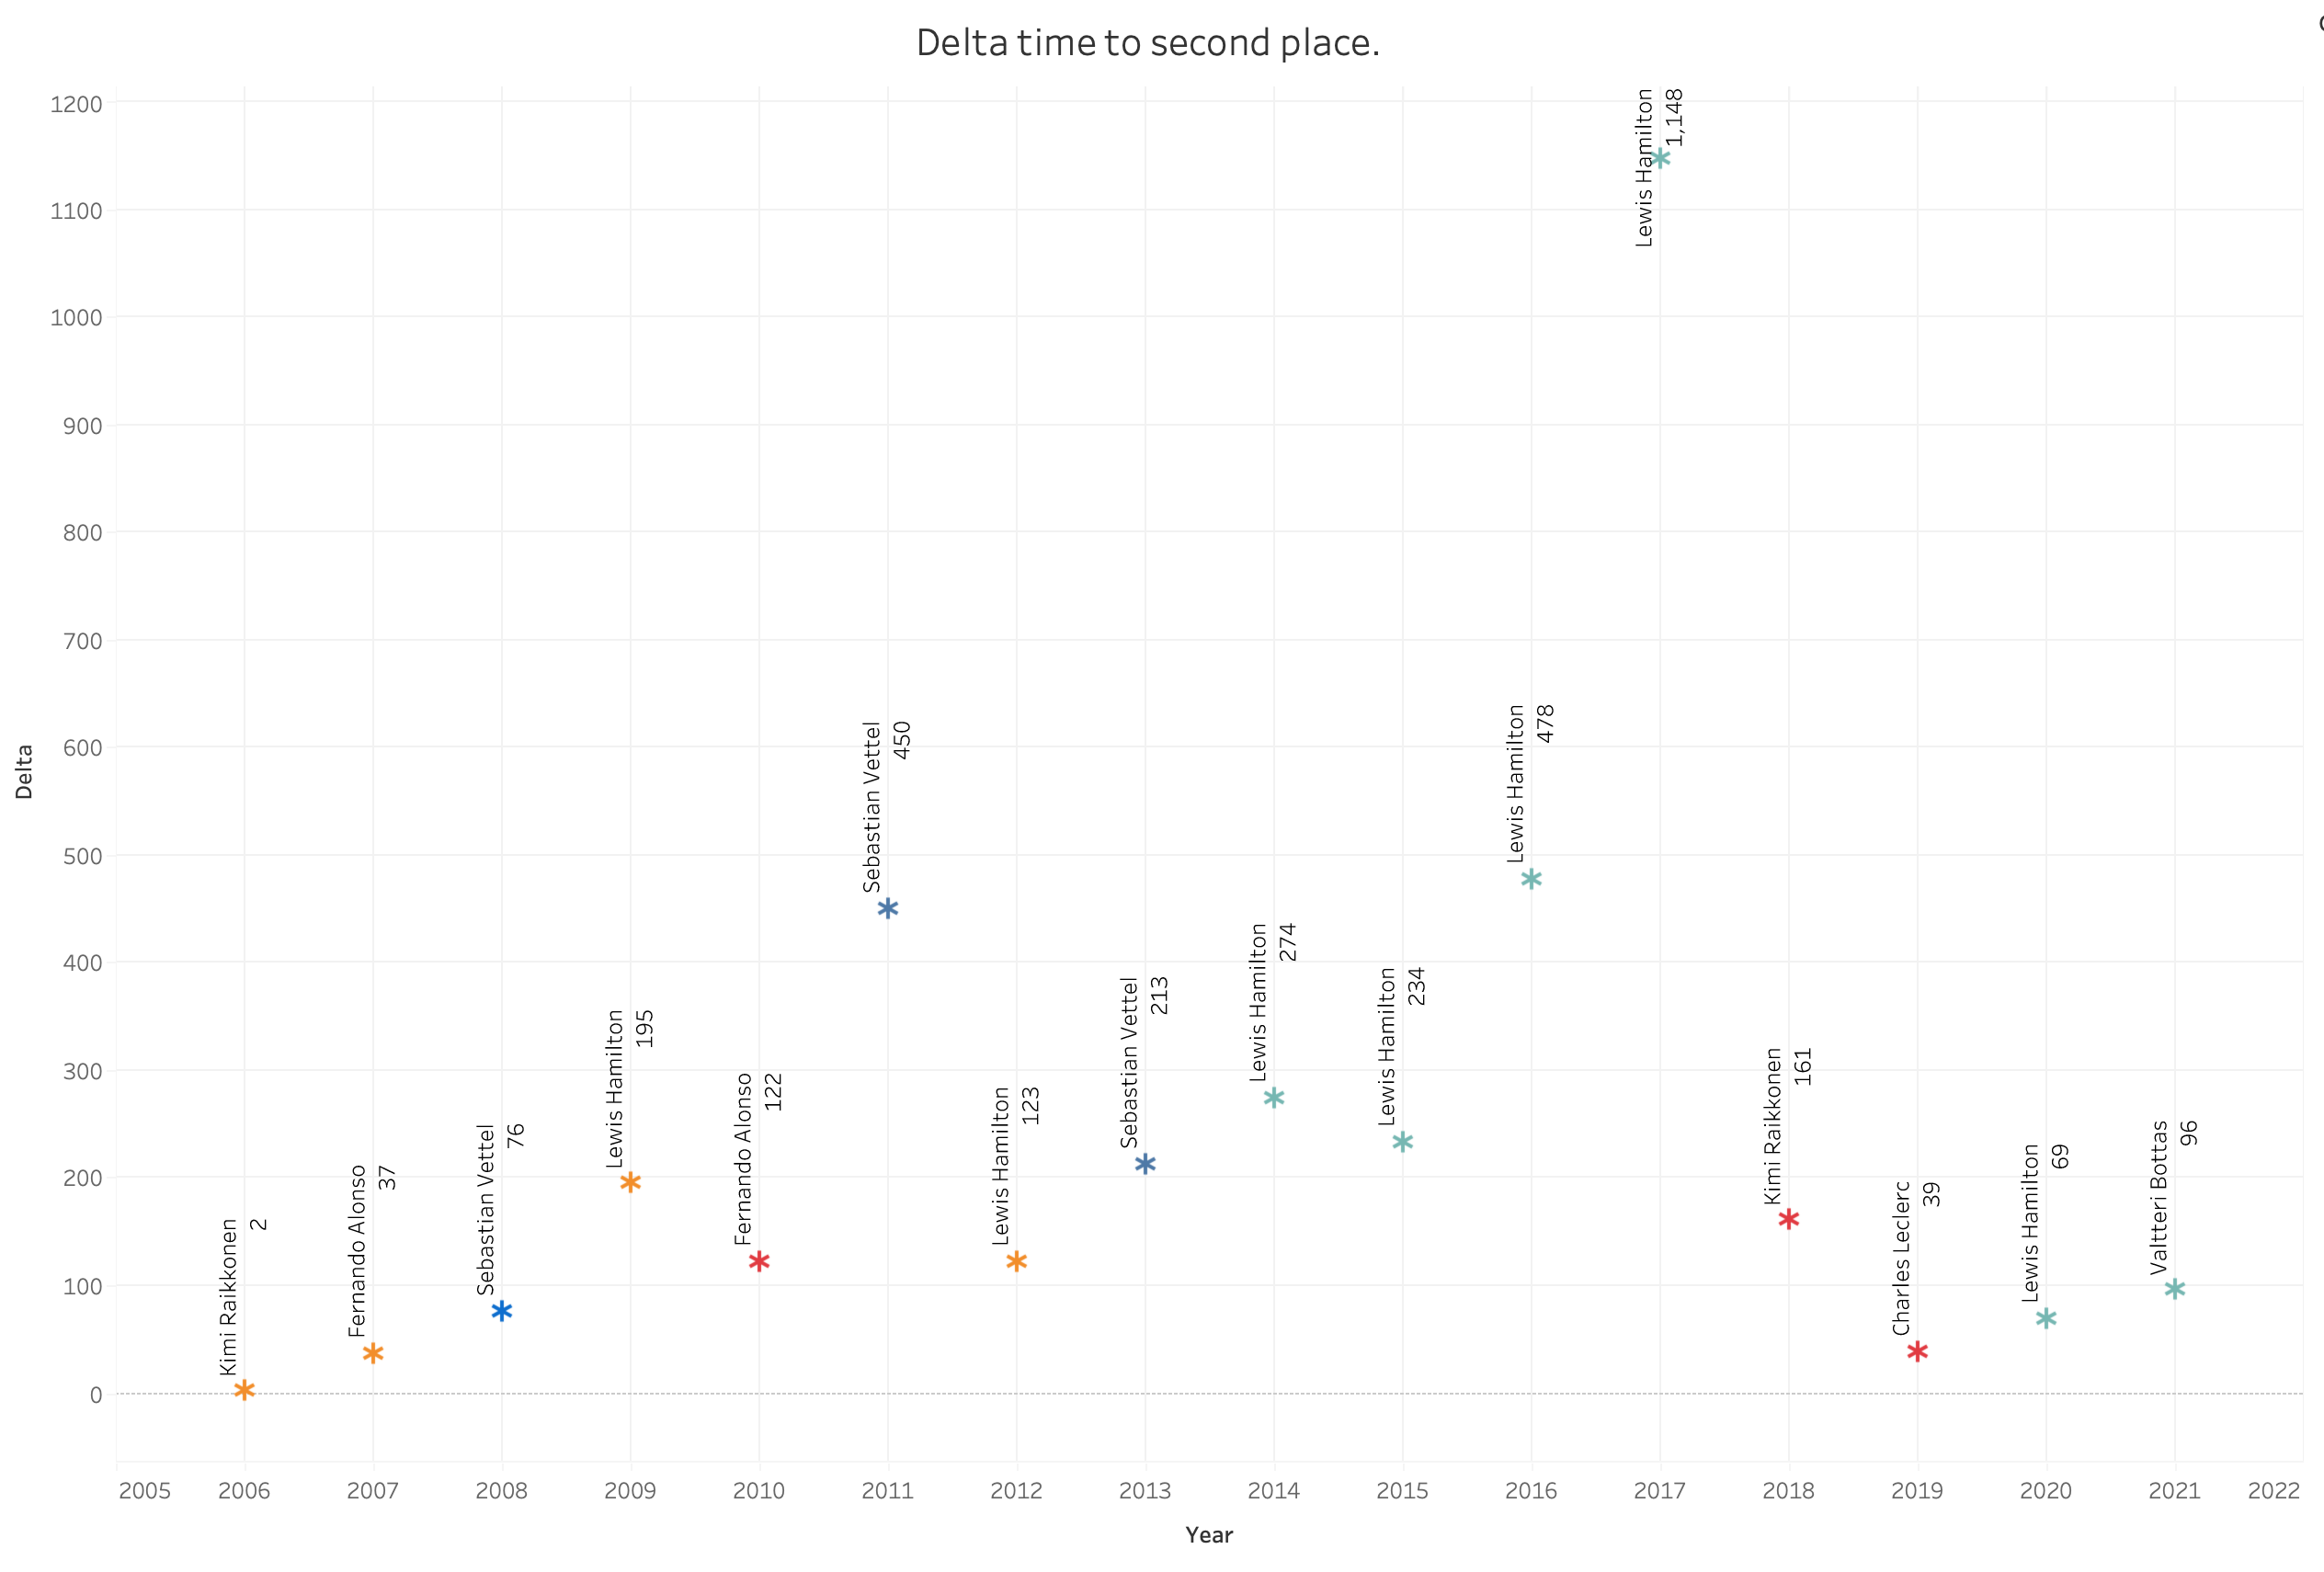 Delta time to second place.
Delta
1200
1100
1000
900
800
700
600
500
400
300
200
100
0
Kimi Raikkonen
2
Fernando Alonso
37
Sebastian Vettel
76
Lewis Hamilton
195
Fernando Alonso
122
Sebastian Vettel
450
Lewis Hamilton
123
Sebastian Vettel
213
Lewis Hamilton
274
Lewis Hamilton
234
Lewis Hamilton
478
Lewis Hamilton
1,148
Kimi Raikkonen
161
Charles Leclerc
39
Lewis Hamilton
69
Valtteri Bottas
96
2005 2006 2007 2008 2009 2010 2011 2012 2013 2014 2015 2016 2017 2018 2019 2020 2021 2022
Year